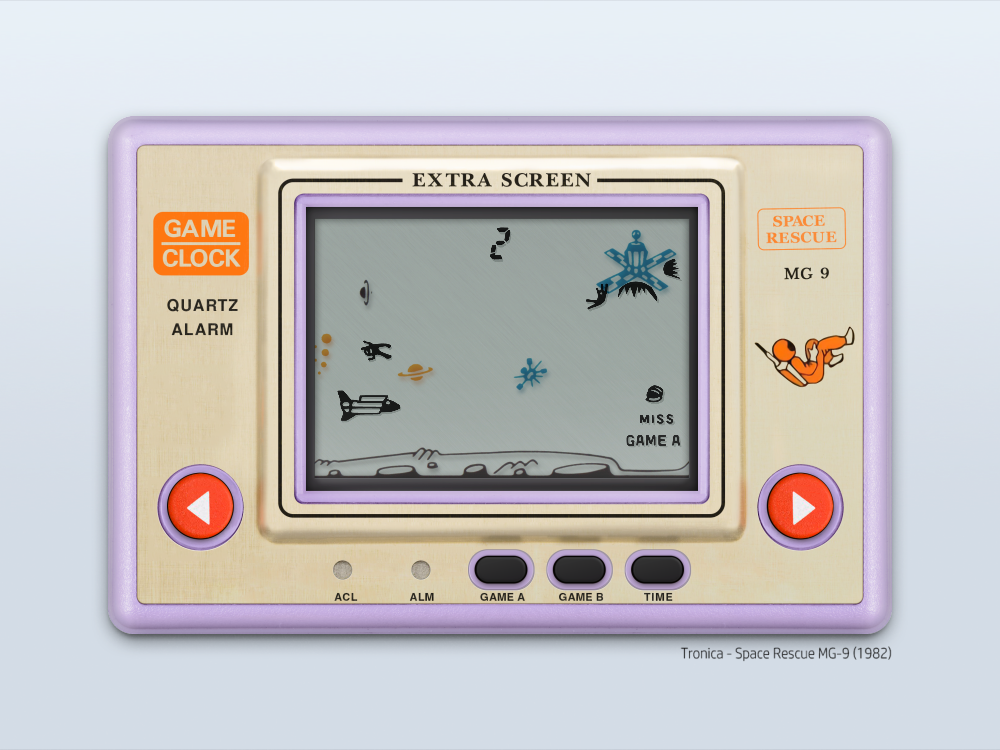 EXTRA SCREEN
GAME
CLOCK
QUARTZ
ALARM
SPACE
RESCUE
MG 9
2
MISS
GAME A
ACL
ALM
GAME A
GAME B
TIME
Tronica - Space Rescue MG-9 (1982)